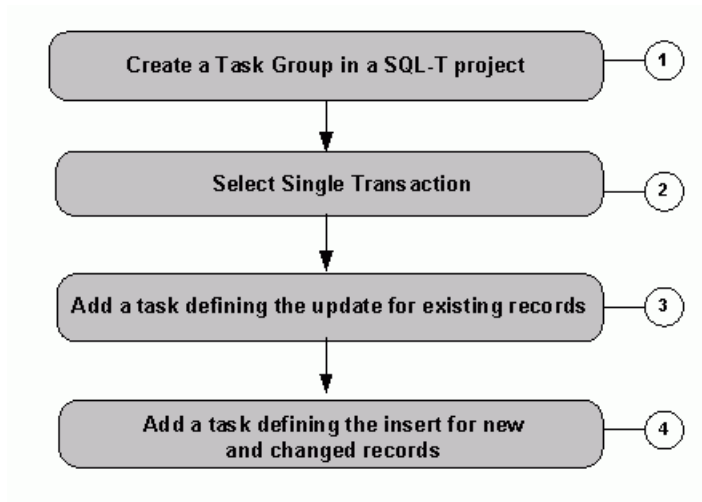 Create a Task Group in a SQL-T project
1
Select Single Transaction
2
Add a task defining the update for existing records
3
Add a task defining the insert for new
and changed records
4